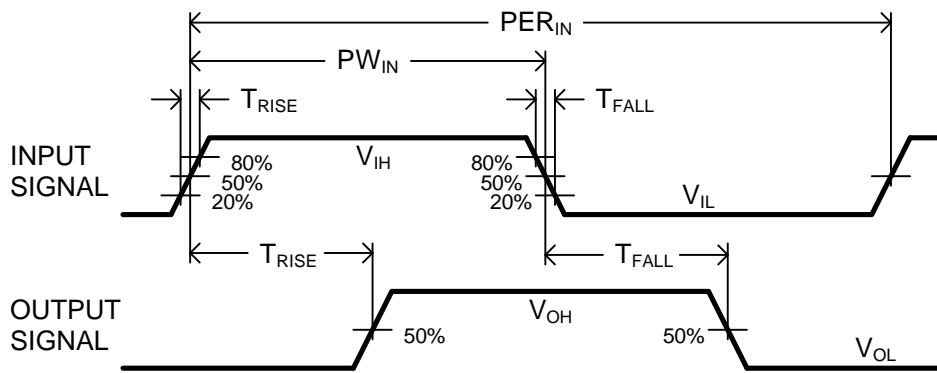 PER_IN
PW_IN
T_RISE
T_FALL
INPUT
SIGNAL
V_IH
80%
50%
20%
80%
50%
20%
V_IL
T_RISE
T_FALL
OUTPUT
SIGNAL
V_OH
50%
50%
V_OL